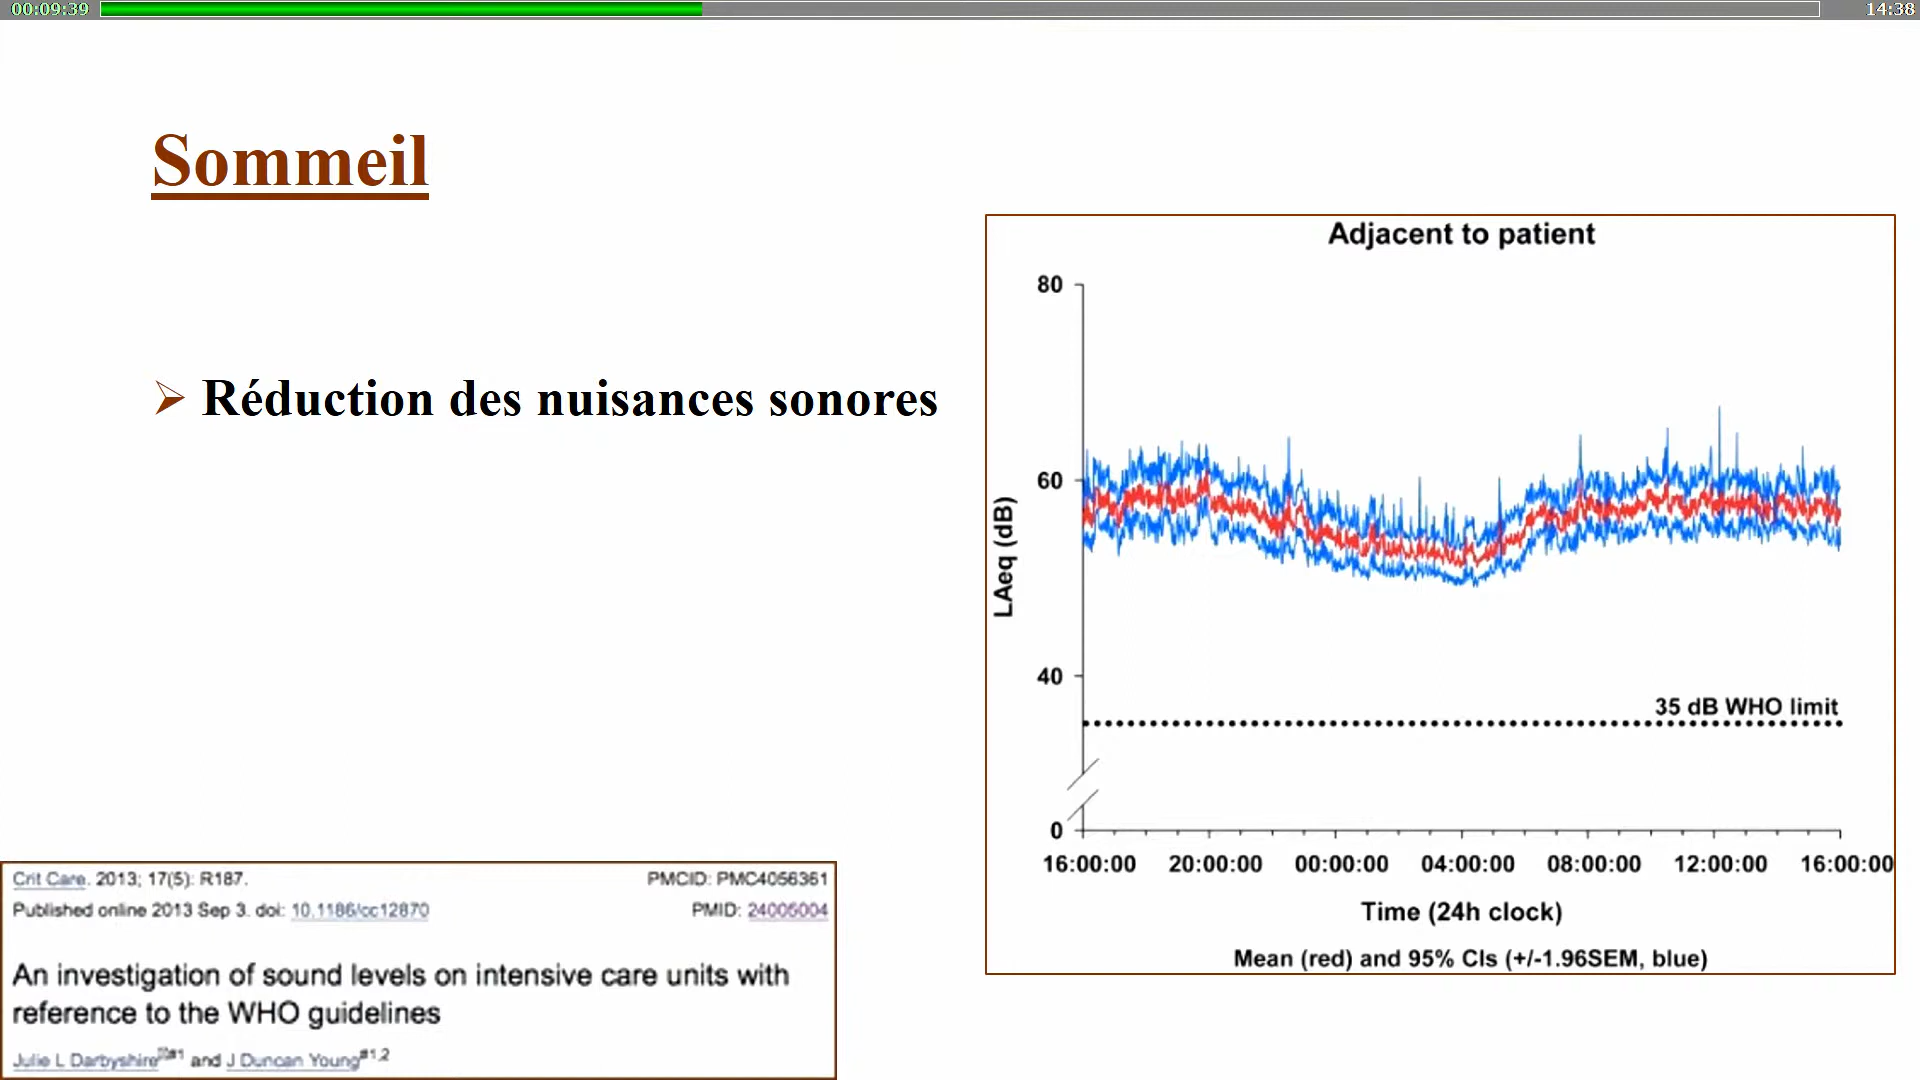 00:09:39
14:38
Sommeil
Réduction des nuisances sonores
Adjacent to patient
80
60
40
0
LAeq (dB)
35 dB WHO limit
16:00:00 20:00:00 00:00:00 04:00:00 08:00:00 12:00:00 16:00:00
Time (24h clock)
Mean (red) and 95% CIs (+/-1.96SEM, blue)
Crit Care. 2013; 17(5): R187.
PMCID: PMC4056361
Published online 2013 Sep 3. doi: 10.1186/cc12870
PMID: 24005004
An investigation of sound levels on intensive care units with
reference to the WHO guidelines
Julie L Darbyshire #1 and J Duncan Young #1,2